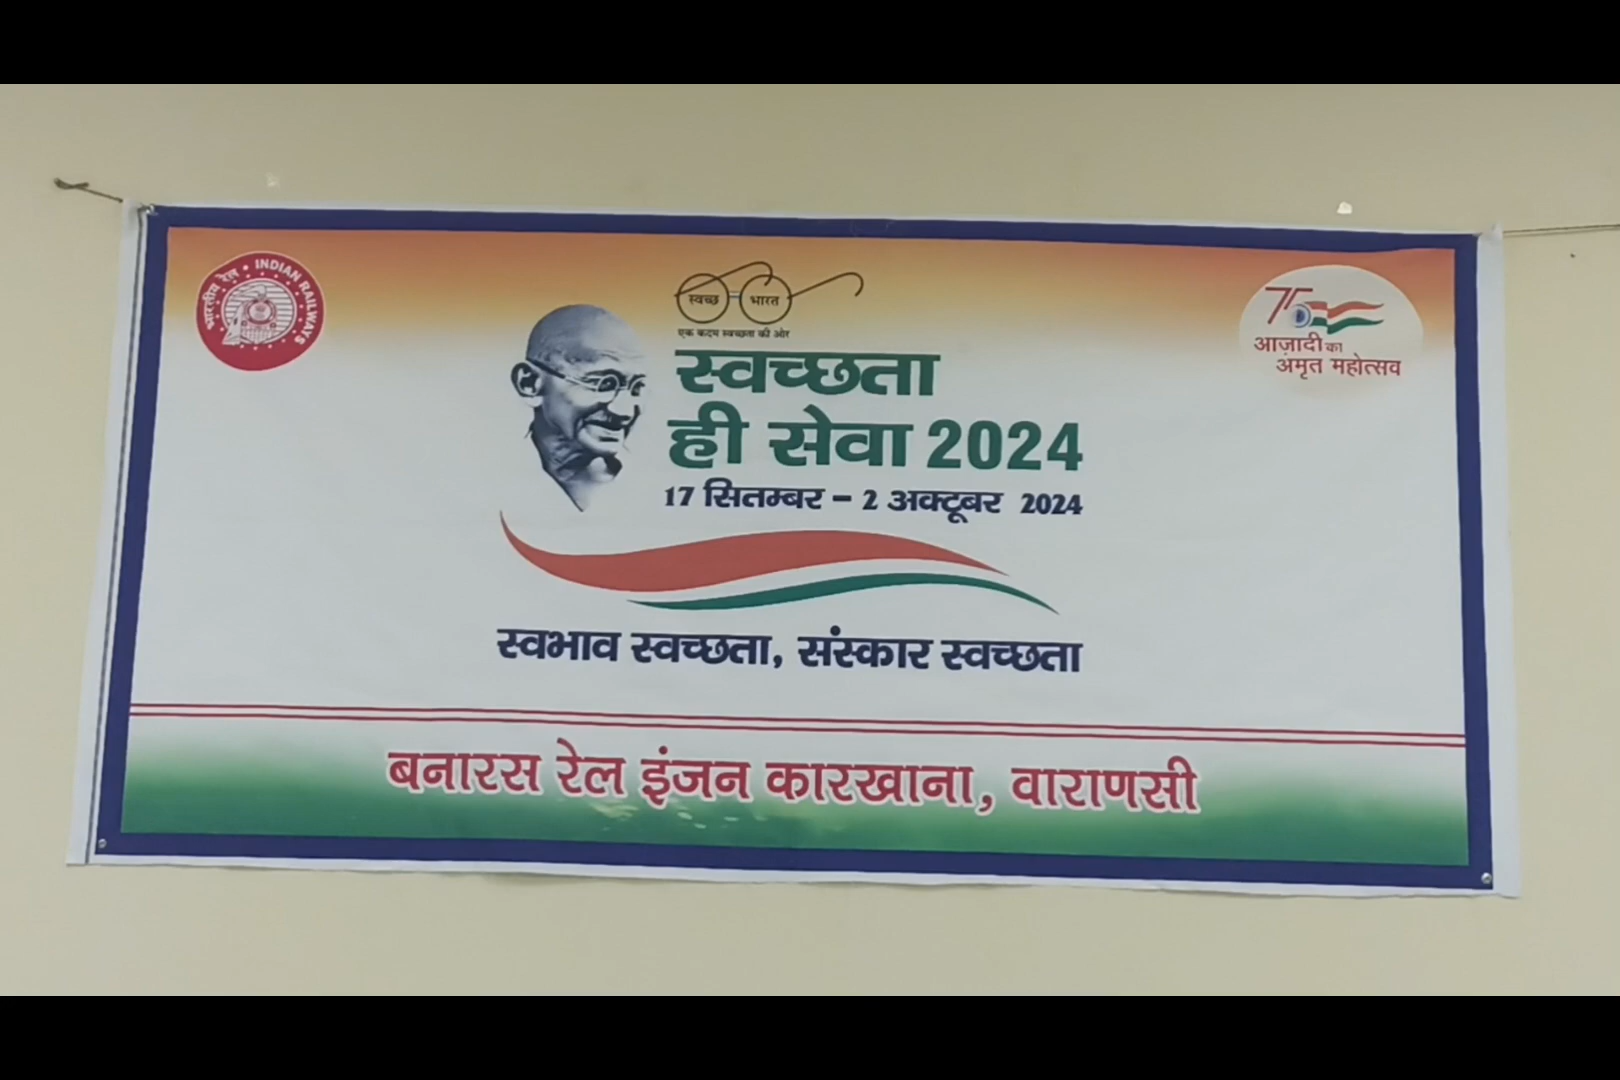 भारतीय रेल • INDIAN RAILWAYS
स्वच्छ भारत
एक कदम स्वच्छता की ओर
75
आज़ादी का
अमृत महोत्सव
स्वच्छता
ही सेवा 2024
17 सितम्बर – 2 अक्टूबर 2024
स्वभाव स्वच्छता, संस्कार स्वच्छता
बनारस रेल इंजन कारखाना, वाराणसी